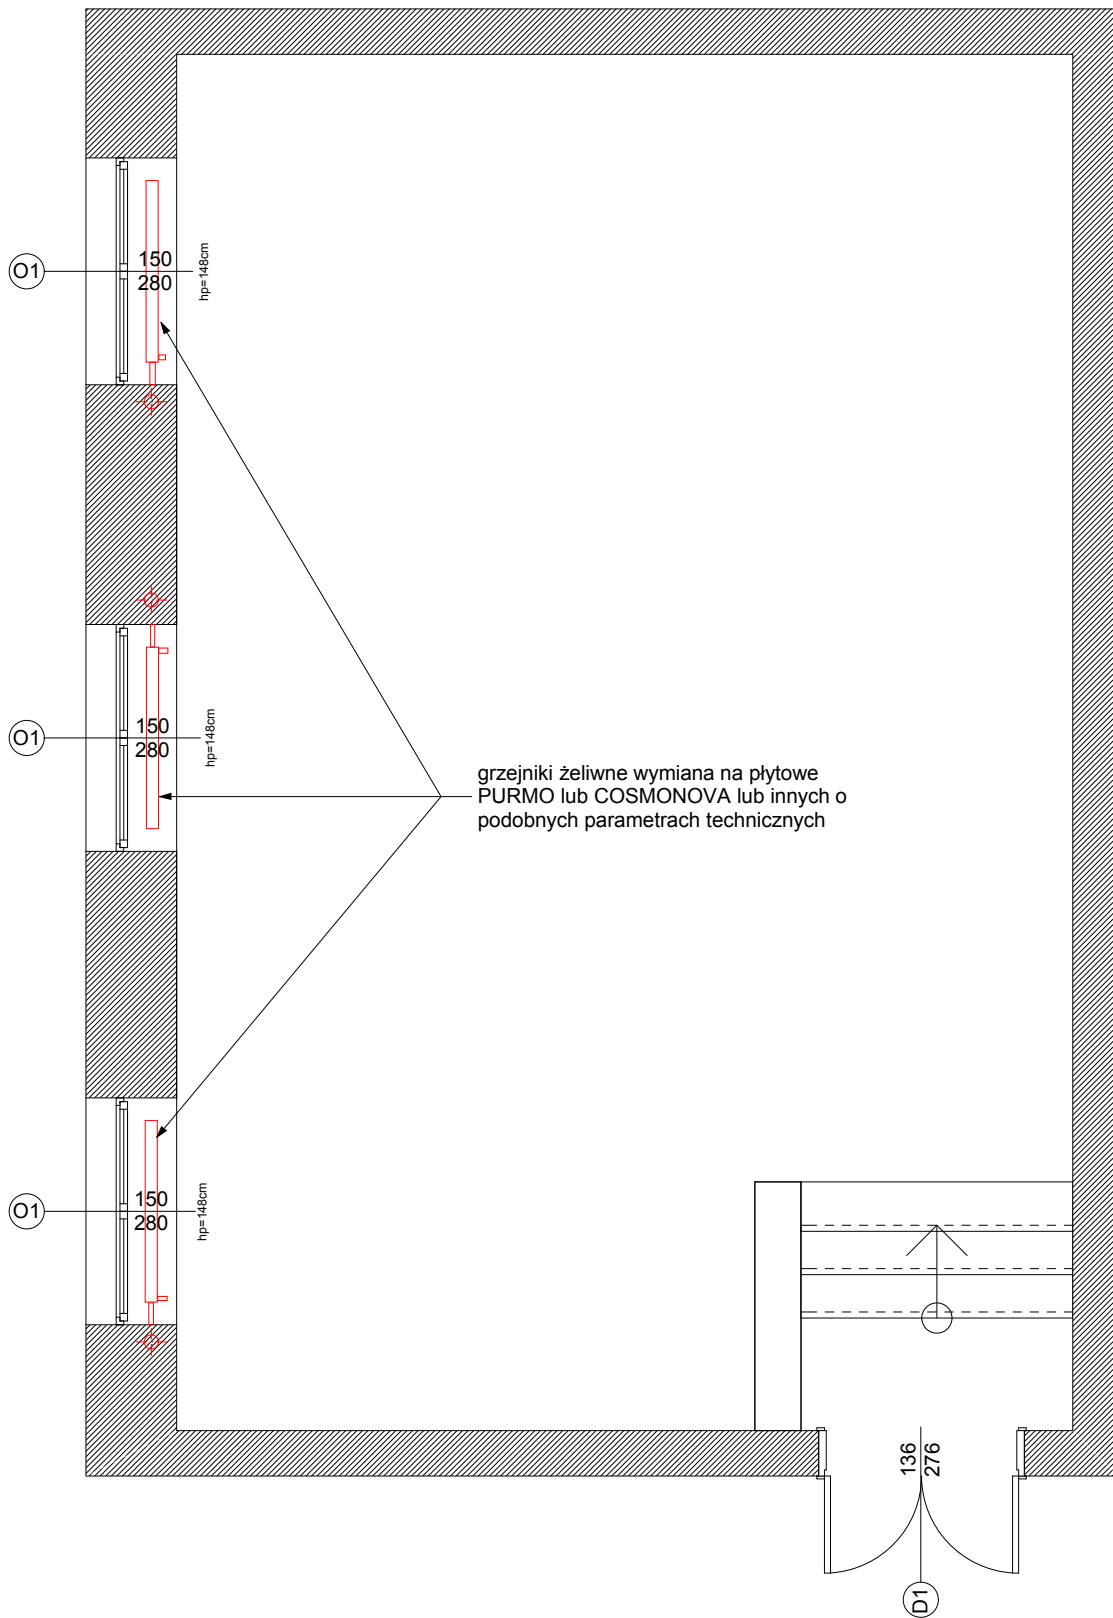 O1
150
280
hp=148cm
O1
150
280
hp=148cm
grzejniki żeliwne wymiana na płytowe
PURMO lub COSMONOVA lub innych o
podobnych parametrach technicznych
O1
150
280
hp=148cm
136
276
D1